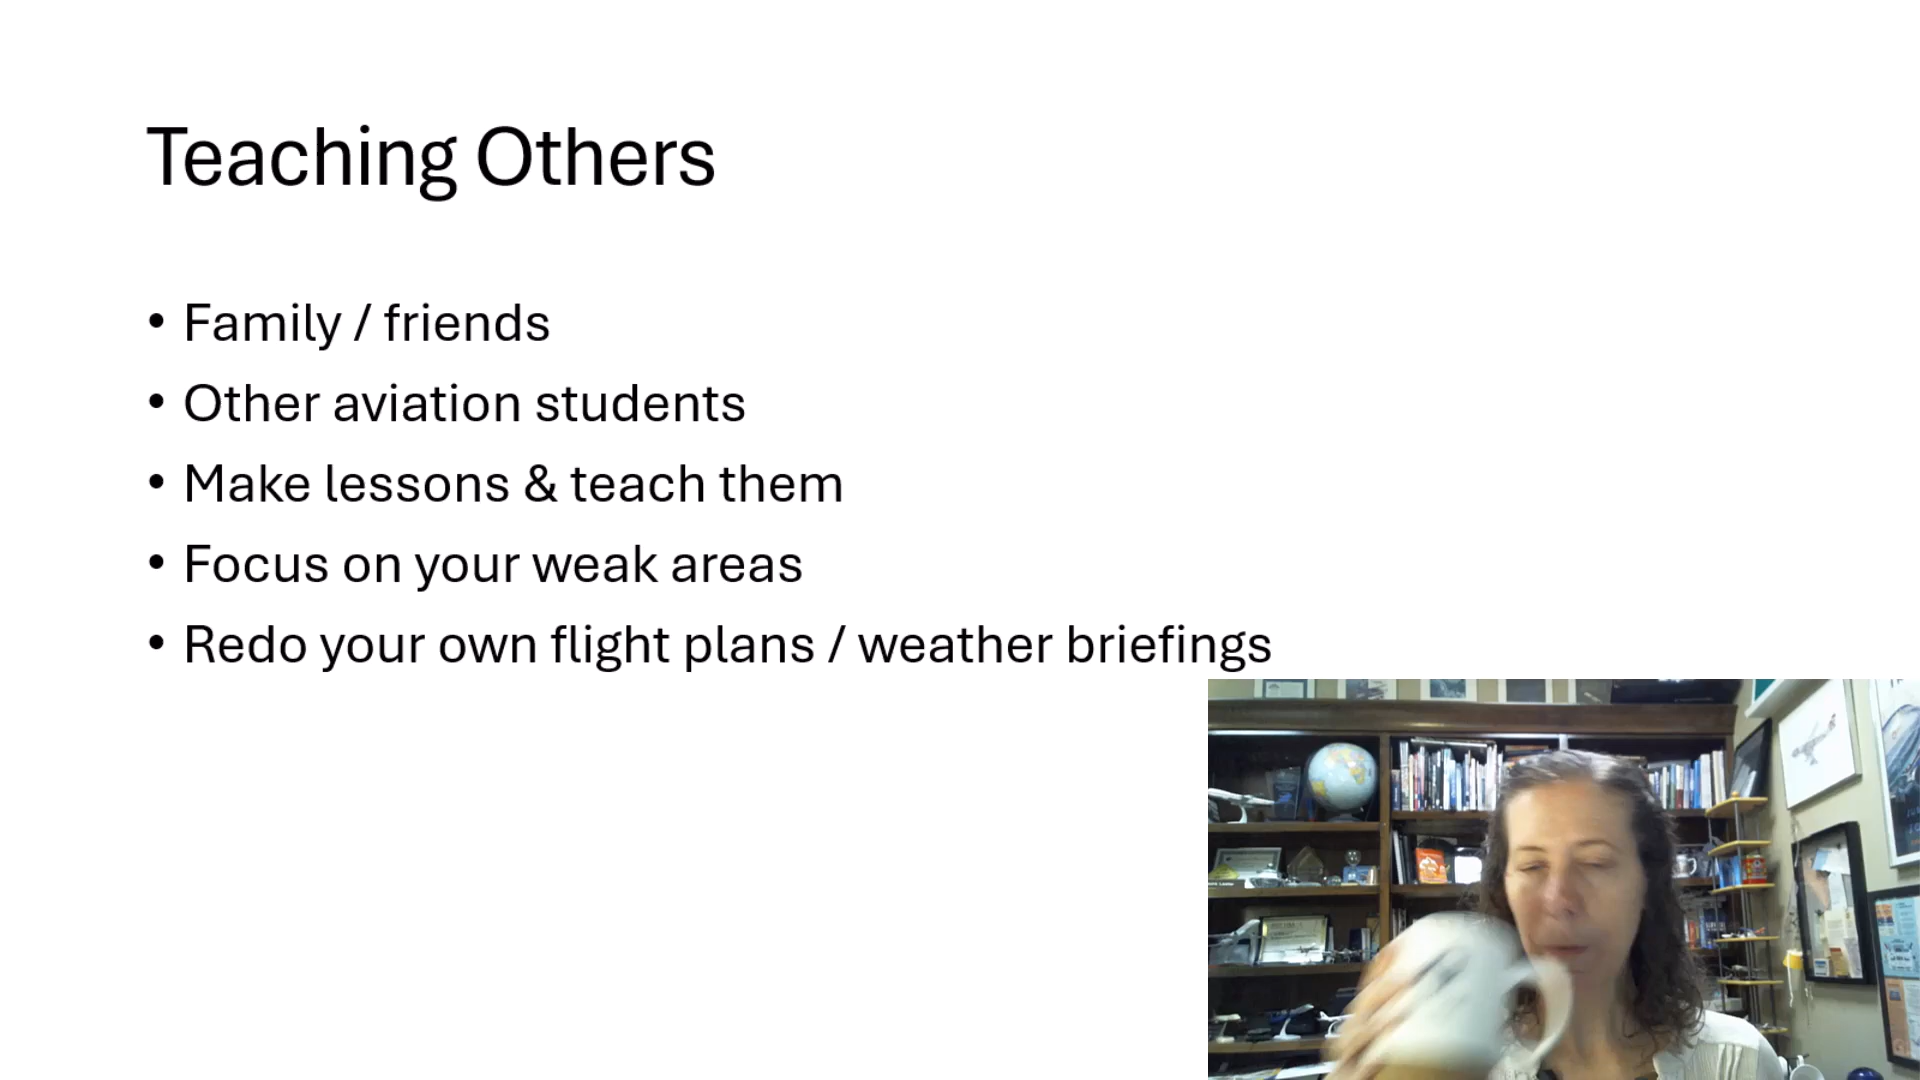 Teaching Others
• Family / friends
• Other aviation students
• Make lessons & teach them
• Focus on your weak areas
• Redo your own flight plans / weather briefings